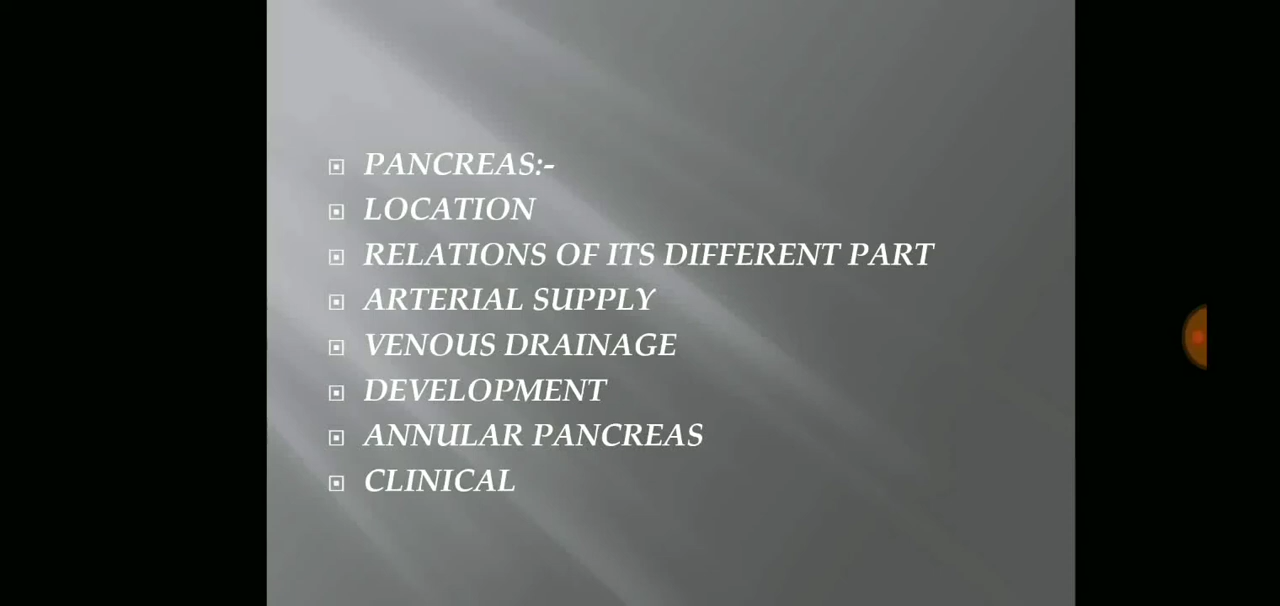 PANCREAS:-
LOCATION
RELATIONS OF ITS DIFFERENT PART
ARTERIAL SUPPLY
VENOUS DRAINAGE
DEVELOPMENT
ANNULAR PANCREAS
CLINICAL